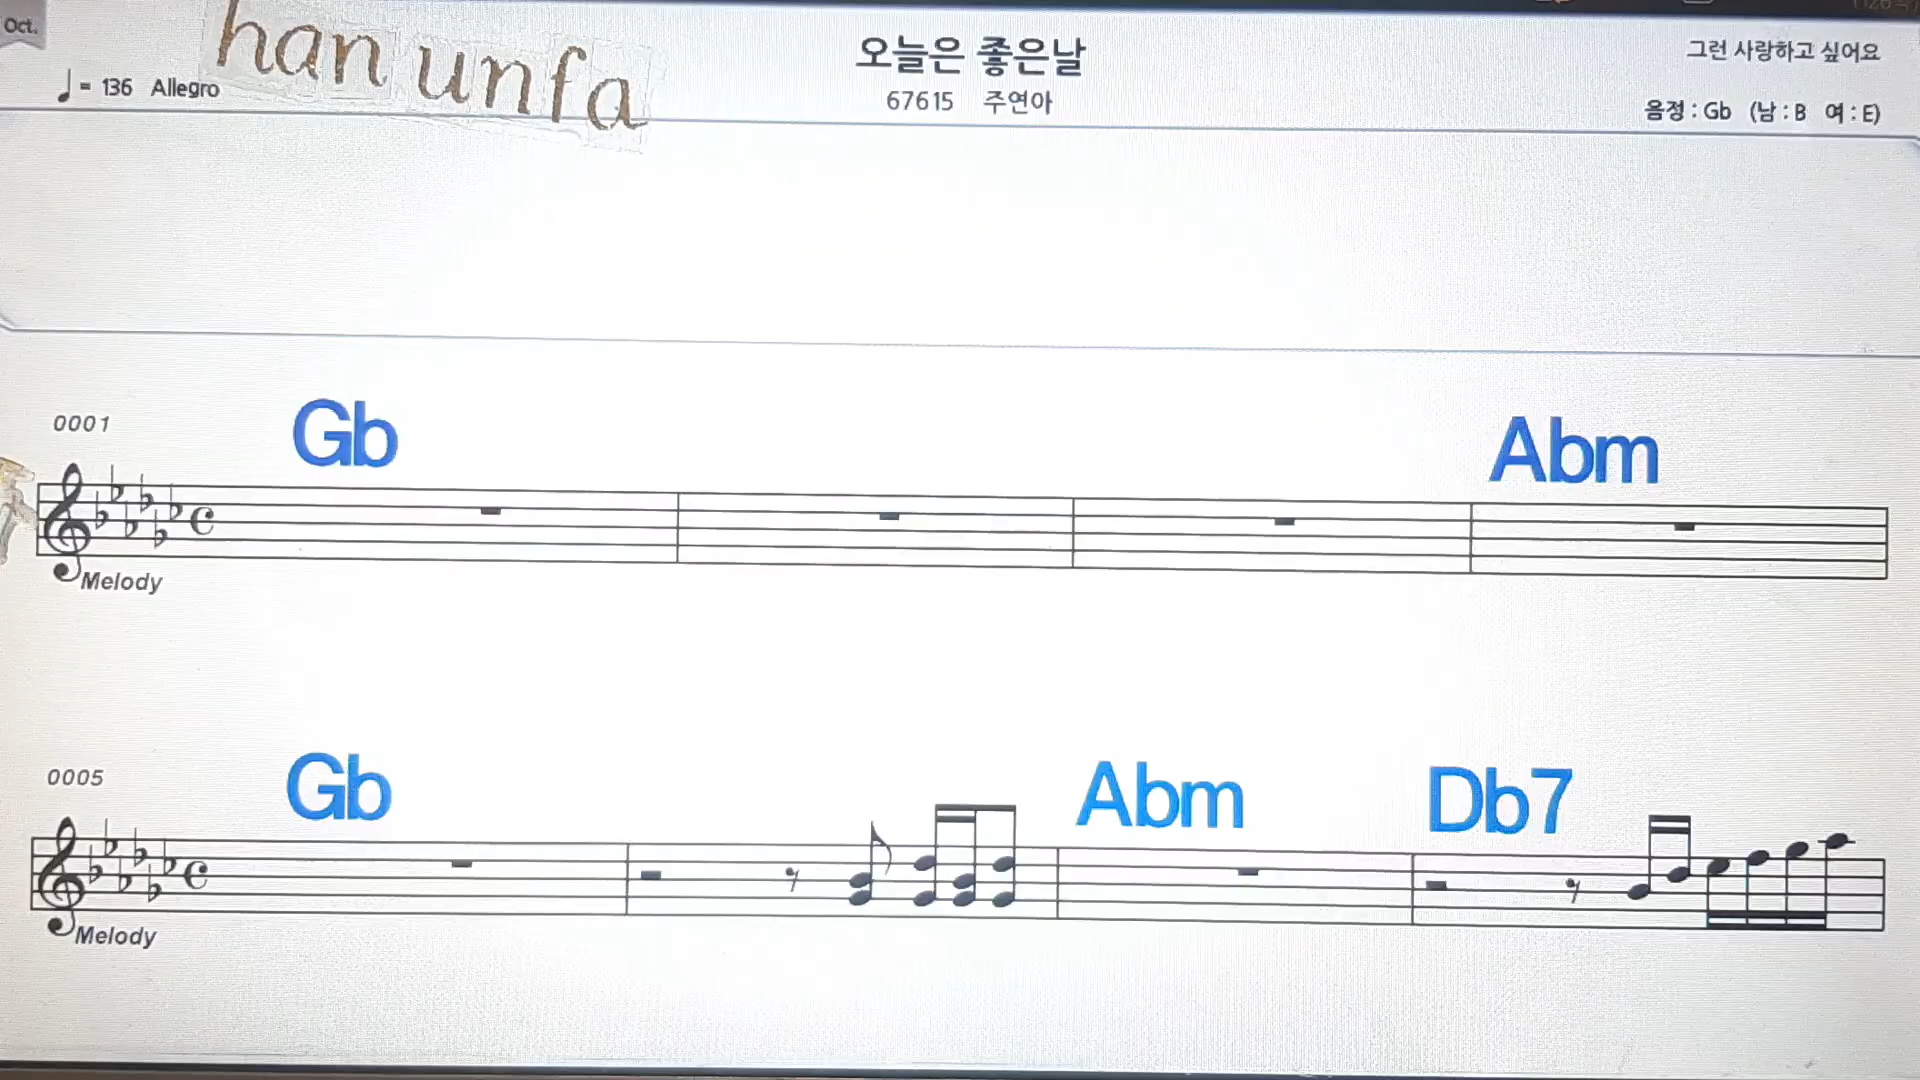 Oct.
han unfa
♩= 136 Allegro
오늘은 좋은날
67615 주연아
그런 사랑하고 싶어요
음정 : Gb (남 : B 여 : E)
0001
Gb
Abm
Melody
0005
Gb
Abm
Db7
Melody